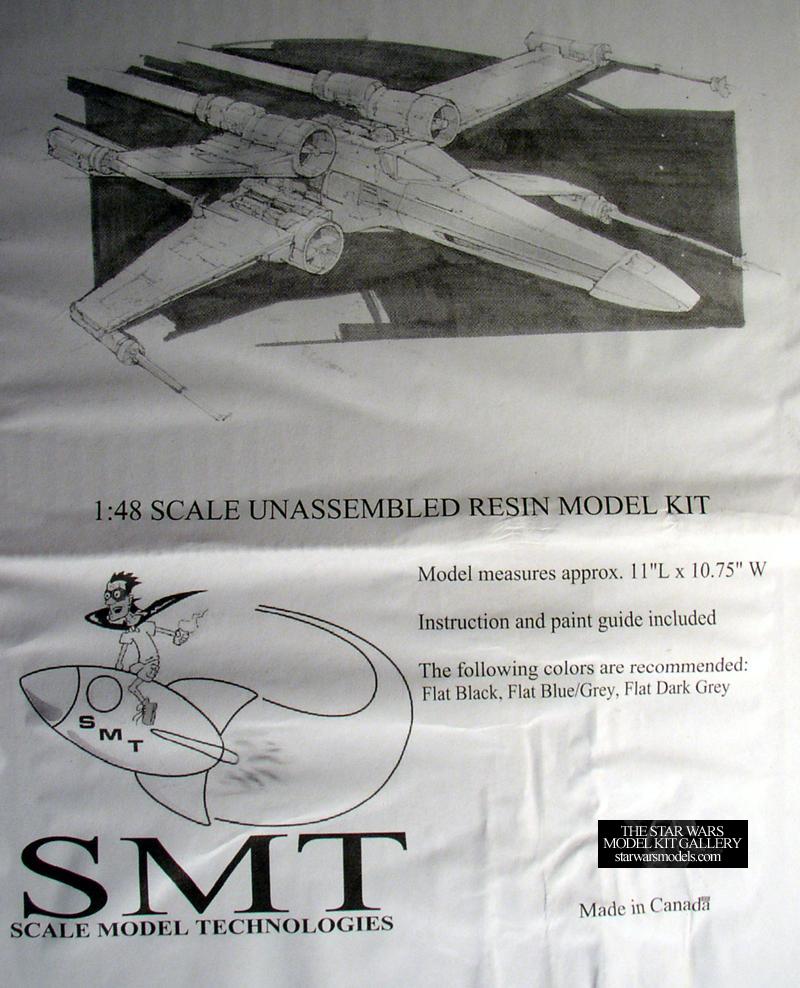 1:48 SCALE UNASSEMBLED RESIN MODEL KIT
Model measures approx. 11"L x 10.75" W
Instruction and paint guide included
The following colors are recommended:
Flat Black, Flat Blue/Grey, Flat Dark Grey
SMT
SMT
SCALE MODEL TECHNOLOGIES
THE STAR WARS
MODEL KIT GALLERY
starwarsmodels.com
Made in Canada